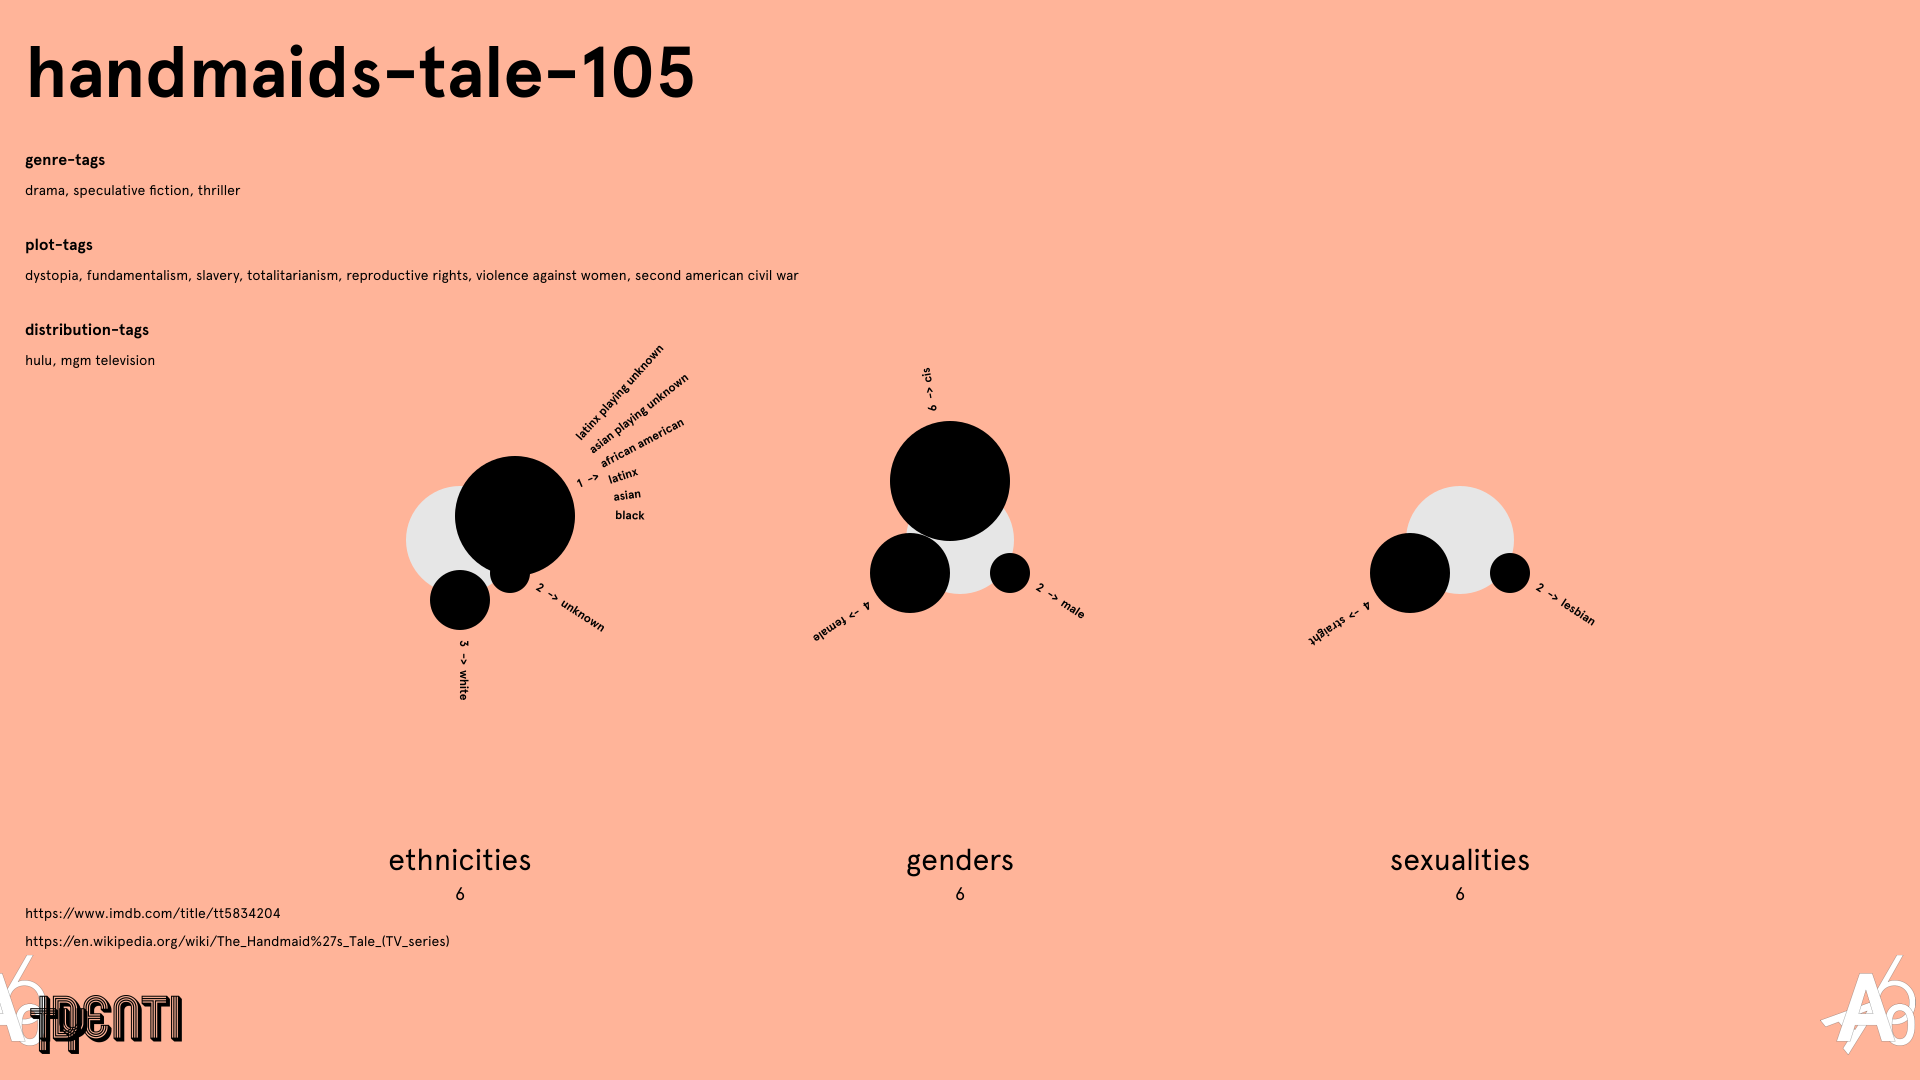 handmaids-tale-105
genre-tags
drama, speculative fiction, thriller
plot-tags
dystopia, fundamentalism, slavery, totalitarianism, reproductive rights, violence against women, second american civil war
distribution-tags
hulu, mgm television
latinx playing unknown
asian playing unknown
african american
1 -> latinx
asian
black
2 -> unknown
3 -> white
6 -> cis
4 -> female
2 -> male
4 -> straight
2 -> lesbian
ethnicities
6
genders
6
sexualities
6
https://www.imdb.com/title/tt5834204
https://en.wikipedia.org/wiki/The_Handmaid%27s_Tale_(TV_series)
IDENTI